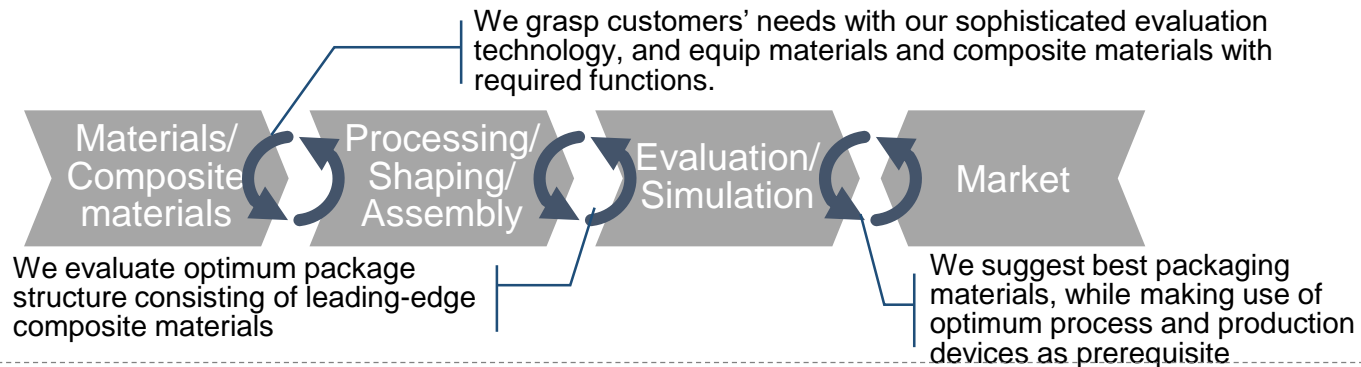 We grasp customers’ needs with our sophisticated evaluation
technology, and equip materials and composite materials with
required functions.
Materials/
Composite
materials
Processing/
Shaping/
Assembly
Evaluation/
Simulation
Market
We evaluate optimum package
structure consisting of leading-edge
composite materials
We suggest best packaging
materials, while making use of
optimum process and production
devices as prerequisite